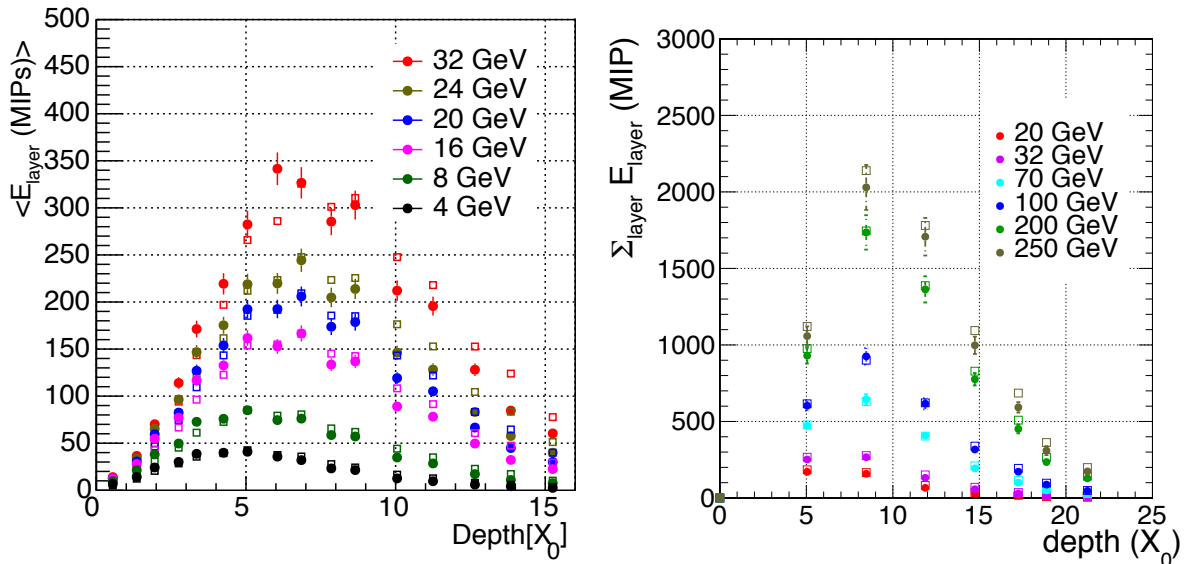 <E_layer (MIPs)>
500
450
400
350
300
250
200
150
100
50
0
32 GeV
24 GeV
20 GeV
16 GeV
8 GeV
4 GeV
0 5 10 15
Depth[X_0]
Σ_layer E_layer (MIP)
3000
2500
2000
1500
1000
500
0
20 GeV
32 GeV
70 GeV
100 GeV
200 GeV
250 GeV
0 5 10 15 20 25
depth (X_0)